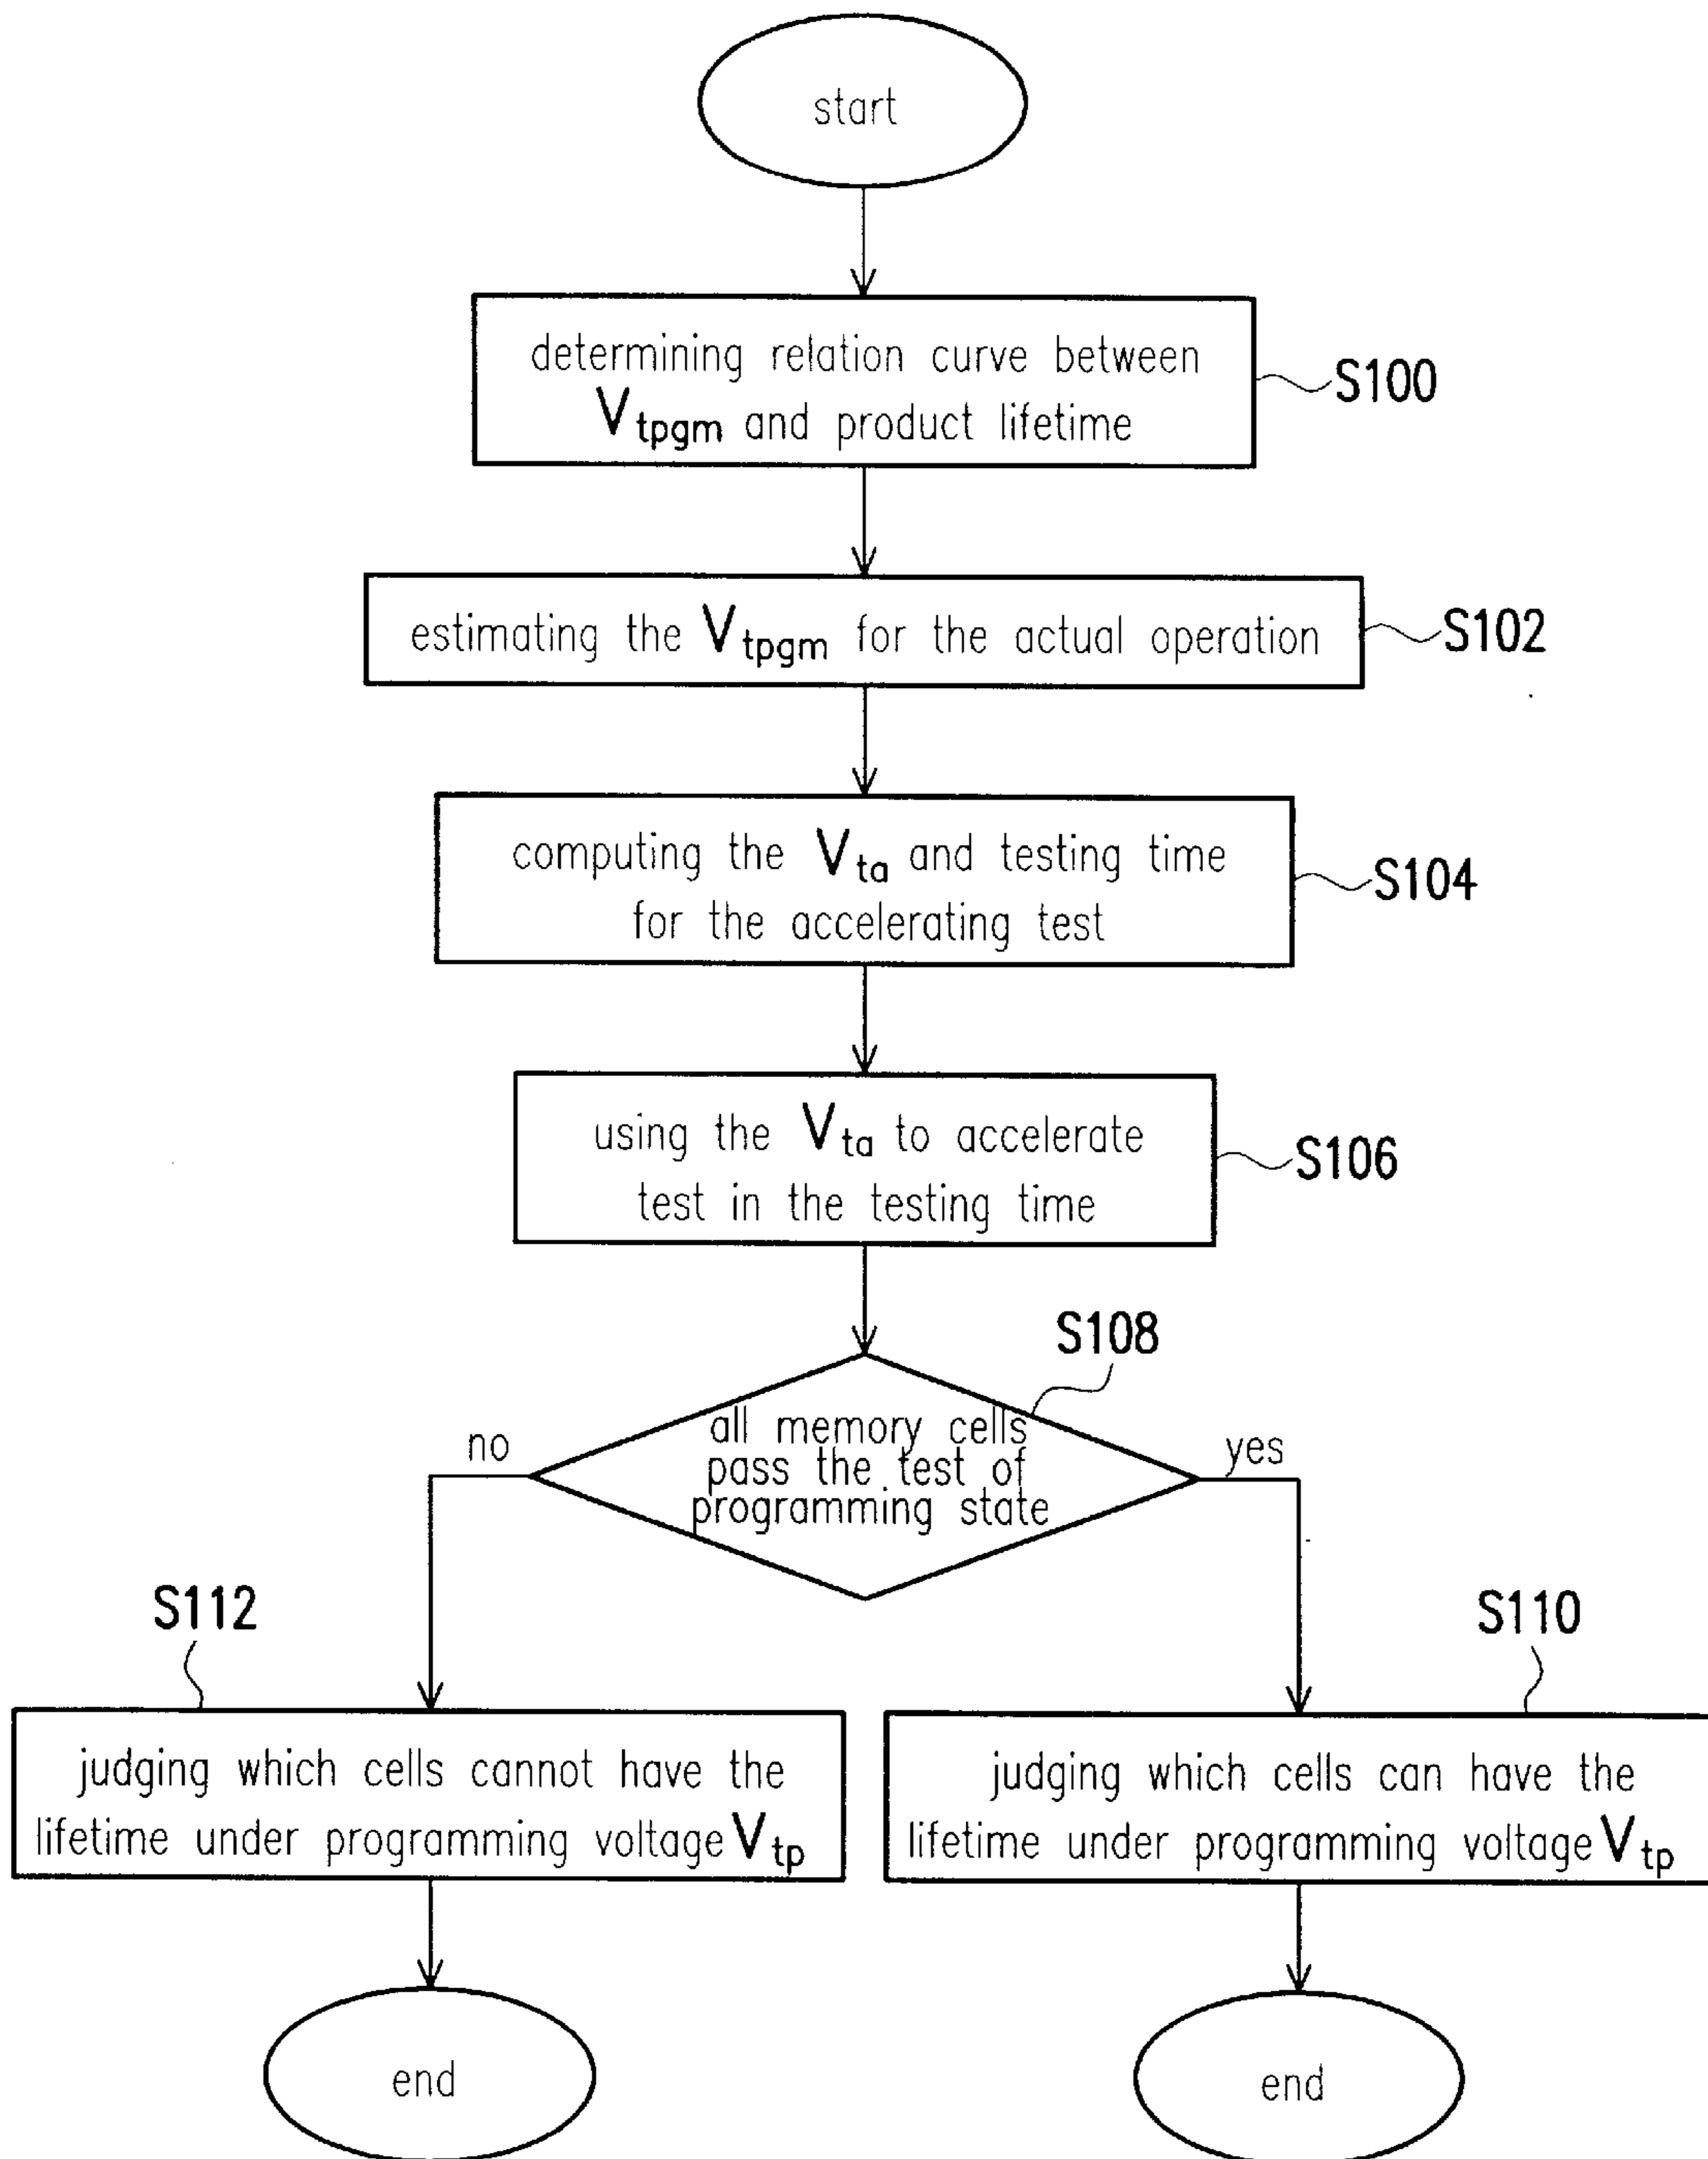 start
determining relation curve between
Vtpgm and product lifetime
S100
estimating the Vtpgm for the actual operation
S102
computing the Vta and testing time
for the accelerating test
S104
using the Vta to accelerate
test in the testing time
S106
S108
all memory cells
pass the test of
programming state
no
yes
S112
S110
judging which cells cannot have the
lifetime under programming voltage Vtp
judging which cells can have the
lifetime under programming voltage Vtp
end
end